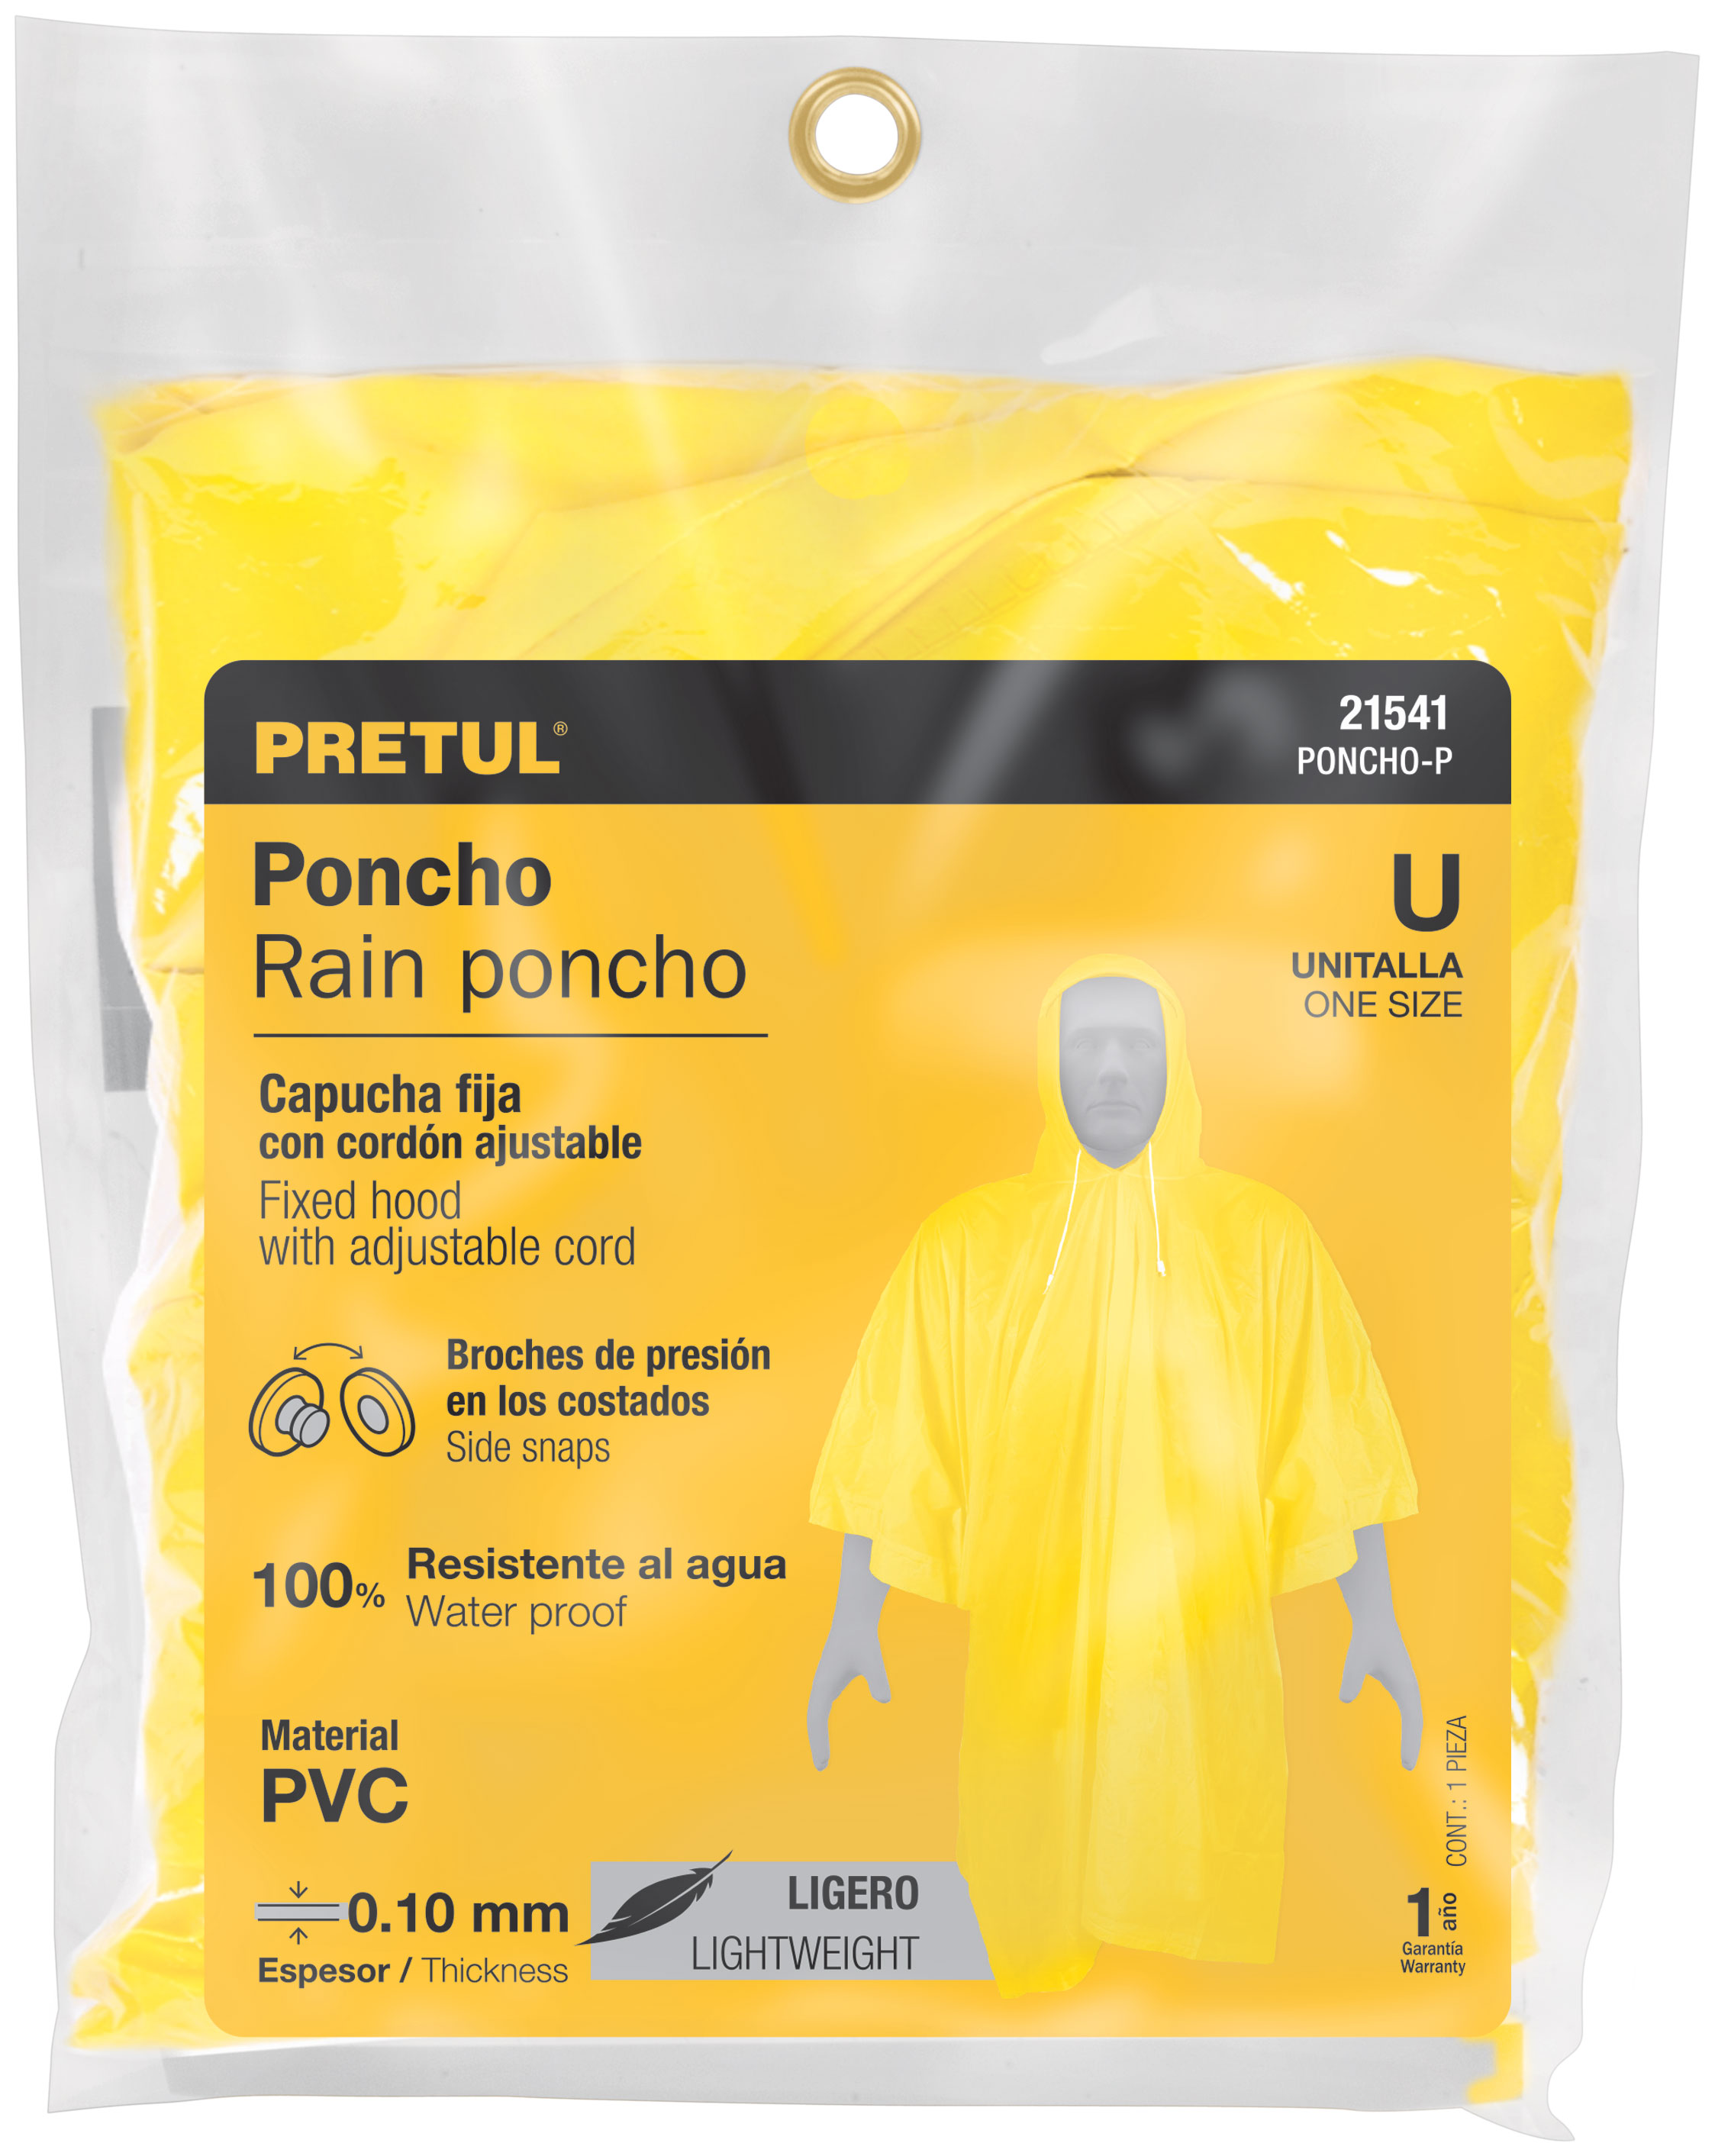 PRETUL®
21541
PONCHO-P
Poncho
Rain poncho
U
UNITALLA
ONE SIZE
Capucha fija
con cordón ajustable
Fixed hood
with adjustable cord
Broches de presión
en los costados
Side snaps
100% Resistente al agua
Water proof
Material
PVC
0.10 mm
Espesor / Thickness
LIGERO
LIGHTWEIGHT
CONT.: 1 PIEZA
1 año
Garantía
Warranty